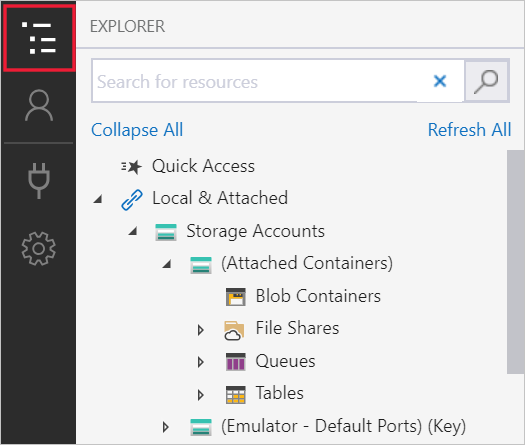 EXPLORER
Search for resources
Collapse All Refresh All
Quick Access
Local & Attached
Storage Accounts
(Attached Containers)
Blob Containers
File Shares
Queues
Tables
(Emulator - Default Ports) (Key)